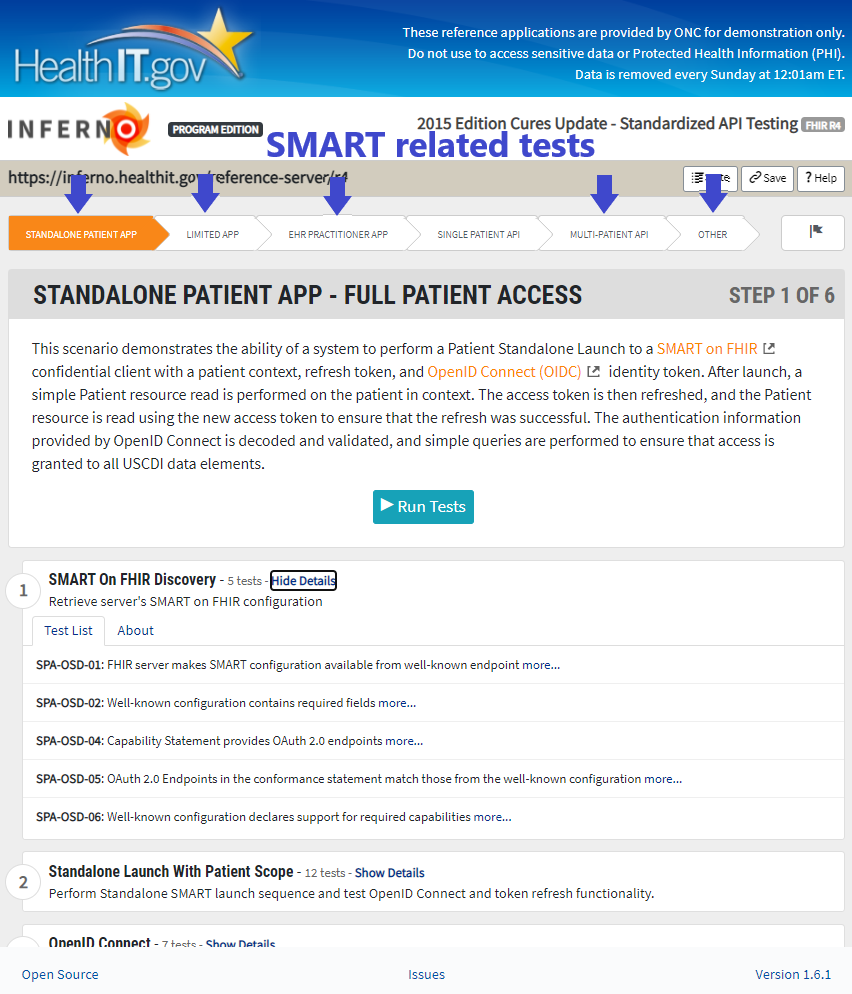 HealthIT.gov
These reference applications are provided by ONC for demonstration only.
Do not use to access sensitive data or Protected Health Information (PHI).
Data is removed every Sunday at 12:01am ET.
INFERNO
PROGRAM EDITION
2015 Edition Cures Update - Standardized API Testing FHIR R4
SMART related tests
https://inferno.healthit.gov/reference-server/r4
Save
? Help
STANDALONE PATIENT APP
LIMITED APP
EHR PRACTITIONER APP
SINGLE PATIENT API
MULTI-PATIENT API
OTHER
STANDALONE PATIENT APP - FULL PATIENT ACCESS
STEP 1 OF 6
This scenario demonstrates the ability of a system to perform a Patient Standalone Launch to a SMART on FHIR
confidential client with a patient context, refresh token, and OpenID Connect (OIDC) identity token. After launch, a
simple Patient resource read is performed on the patient in context. The access token is then refreshed, and the Patient
resource is read using the new access token to ensure that the refresh was successful. The authentication information
provided by OpenID Connect is decoded and validated, and simple queries are performed to ensure that access is
granted to all USCDI data elements.
Run Tests
1
SMART On FHIR Discovery - 5 tests - Hide Details
Retrieve server's SMART on FHIR configuration
Test List
About
SPA-OSD-01: FHIR server makes SMART configuration available from well-known endpoint more...
SPA-OSD-02: Well-known configuration contains required fields more...
SPA-OSD-04: Capability Statement provides OAuth 2.0 endpoints more...
SPA-OSD-05: OAuth 2.0 Endpoints in the conformance statement match those from the well-known configuration more...
SPA-OSD-06: Well-known configuration declares support for required capabilities more...
2
Standalone Launch With Patient Scope - 12 tests - Show Details
Perform Standalone SMART launch sequence and test OpenID Connect and token refresh functionality.
OpenID Connect - 7 tests - Show Details
Open Source
Issues
Version 1.6.1